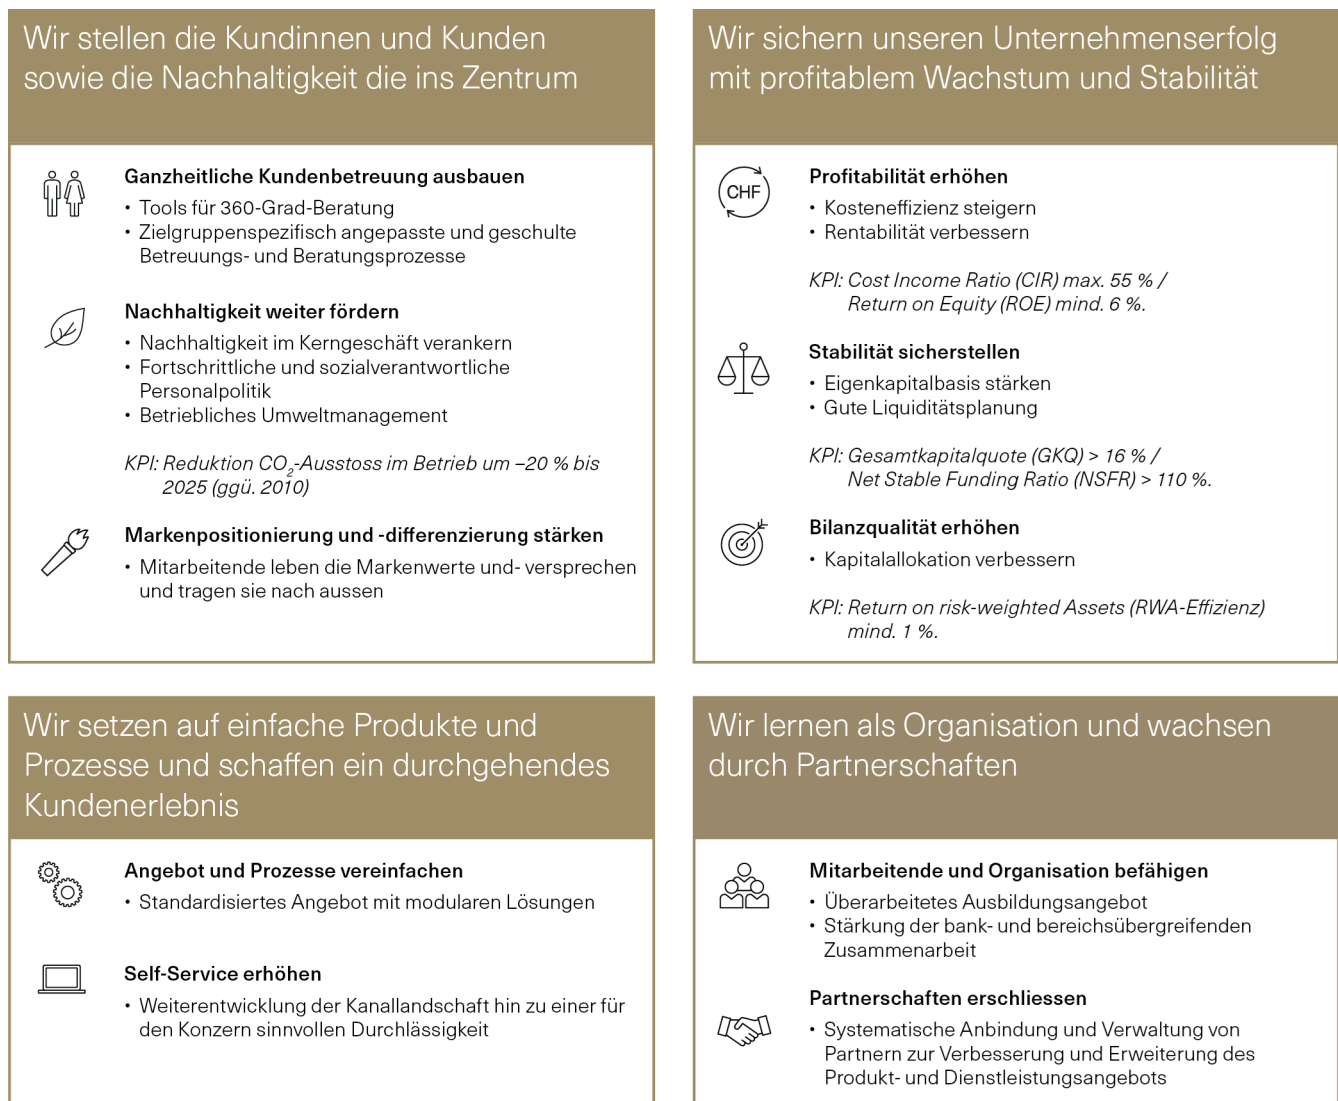 Wir stellen die Kundinnen und Kunden
sowie die Nachhaltigkeit die ins Zentrum
Ganzheitliche Kundenbetreuung ausbauen
• Tools für 360-Grad-Beratung
• Zielgruppenspezifisch angepasste und geschulte
Betreuungs- und Beratungsprozesse
Nachhaltigkeit weiter fördern
• Nachhaltigkeit im Kerngeschäft verankern
• Fortschrittliche und sozialverantwortliche
Personalpolitik
• Betriebliches Umweltmanagement
KPI: Reduktion CO2-Ausstoss im Betrieb um –20 % bis
2025 (ggü. 2010)
Markenpositionierung und -differenzierung stärken
• Mitarbeitende leben die Markenwerte und- versprechen
und tragen sie nach aussen
Wir sichern unseren Unternehmenserfolg
mit profitablem Wachstum und Stabilität
CHF
Profitabilität erhöhen
• Kosteneffizienz steigern
• Rentabilität verbessern
KPI: Cost Income Ratio (CIR) max. 55 % /
Return on Equity (ROE) mind. 6 %.
Stabilität sicherstellen
• Eigenkapitalbasis stärken
• Gute Liquiditätsplanung
KPI: Gesamtkapitalquote (GKQ) > 16 % /
Net Stable Funding Ratio (NSFR) > 110 %.
Bilanzqualität erhöhen
• Kapitalallokation verbessern
KPI: Return on risk-weighted Assets (RWA-Effizienz)
mind. 1 %.
Wir setzen auf einfache Produkte und
Prozesse und schaffen ein durchgehendes
Kundenerlebnis
Angebot und Prozesse vereinfachen
• Standardisiertes Angebot mit modularen Lösungen
Self-Service erhöhen
• Weiterentwicklung der Kanallandschaft hin zu einer für
den Konzern sinnvollen Durchlässigkeit
Wir lernen als Organisation und wachsen
durch Partnerschaften
Mitarbeitende und Organisation befähigen
• Überarbeitetes Ausbildungsangebot
• Stärkung der bank- und bereichsübergreifenden
Zusammenarbeit
Partnerschaften erschliessen
• Systematische Anbindung und Verwaltung von
Partnern zur Verbesserung und Erweiterung des
Produkt- und Dienstleistungsangebots